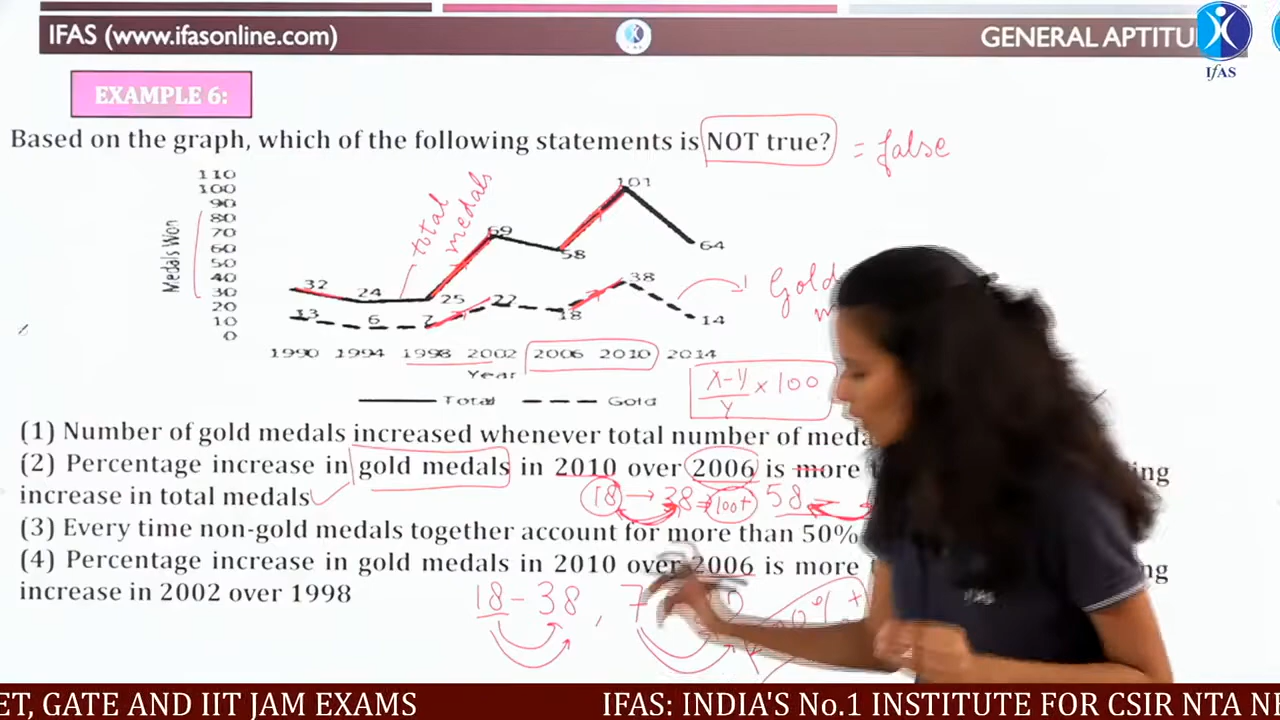 IFAS (www.ifasonline.com)
GENERAL APTITU
IfAS
EXAMPLE 6:
Based on the graph, which of the following statements is NOT true? = false
110
100
90
80
70
60
50
40
30
20
10
0
Medals Won
total medals
32 24 25 69 58 101 64
13 6 7 22 18 38 14
Gold
1990 1994 1998 2002 2006 2010 2014
Year
Total Gold
X-Y/Y × 100
(1) Number of gold medals increased whenever total number of
(2) Percentage increase in gold medals in 2010 over 2006 is more
increase in total medals
18 → 38 = 100+ 58
(3) Every time non-gold medals together account for more than 50%
(4) Percentage increase in gold medals in 2010 over 2006 is more
increase in 2002 over 1998
18 - 38 , 7
ET, GATE AND IIT JAM EXAMS
IFAS: INDIA'S No.1 INSTITUTE FOR CSIR NTA